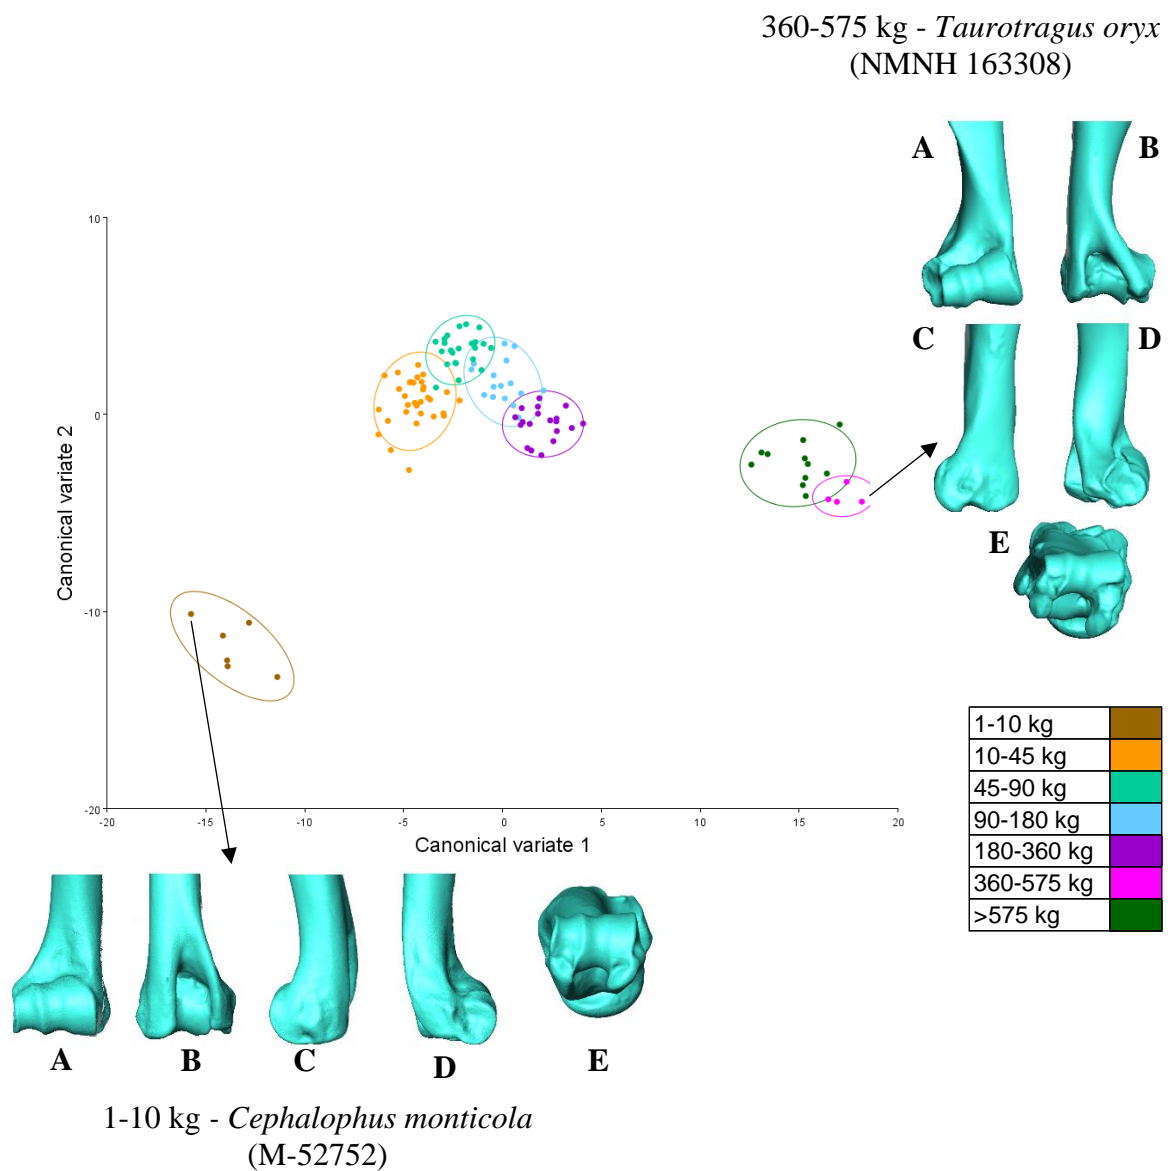 360-575 kg - Taurotragus oryx
(NMNH 163308)
A
B
C
D
E
10
0
-10
-20
Canonical variate 2
-20
-15
-10
-5
0
5
10
15
20
Canonical variate 1
1-10 kg
10-45 kg
45-90 kg
90-180 kg
180-360 kg
360-575 kg
>575 kg
A
B
C
D
E
1-10 kg - Cephalophus monticola
(M-52752)